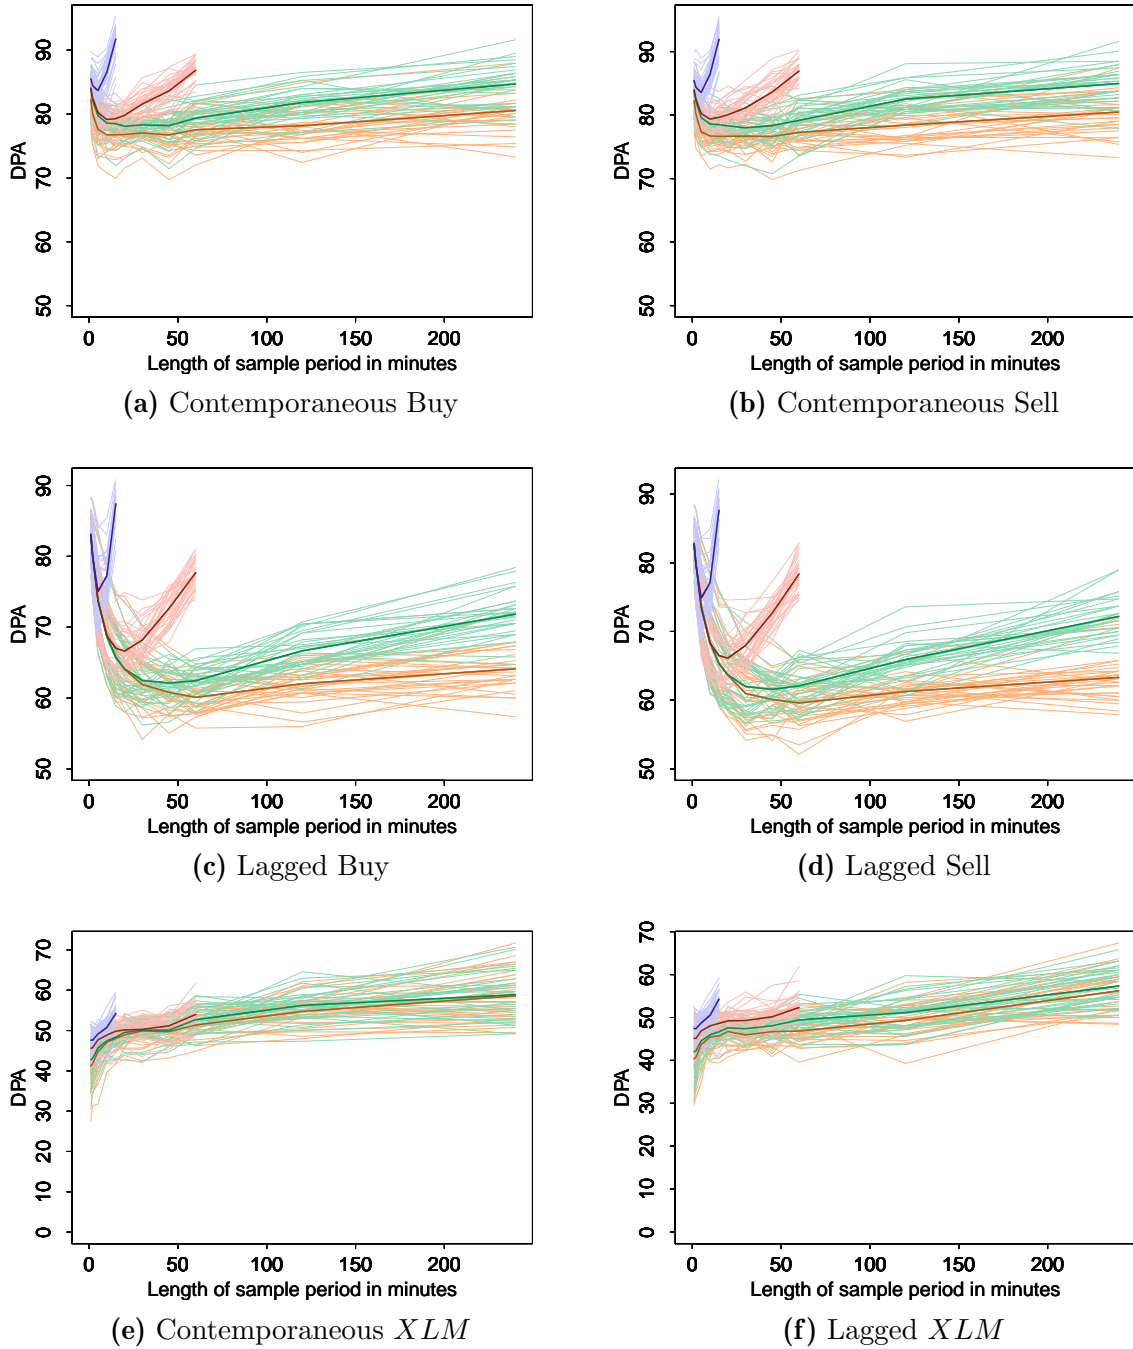 90
80
70
60
50
DPA
0 50 100 150 200
Length of sample period in minutes
(a) Contemporaneous Buy
90
80
70
60
50
DPA
0 50 100 150 200
Length of sample period in minutes
(b) Contemporaneous Sell
90
80
70
60
50
DPA
0 50 100 150 200
Length of sample period in minutes
(c) Lagged Buy
90
80
70
60
50
DPA
0 50 100 150 200
Length of sample period in minutes
(d) Lagged Sell
70
60
50
40
30
20
10
0
DPA
0 50 100 150 200
Length of sample period in minutes
(e) Contemporaneous XLM
70
60
50
40
30
20
10
0
DPA
0 50 100 150 200
Length of sample period in minutes
(f) Lagged XLM